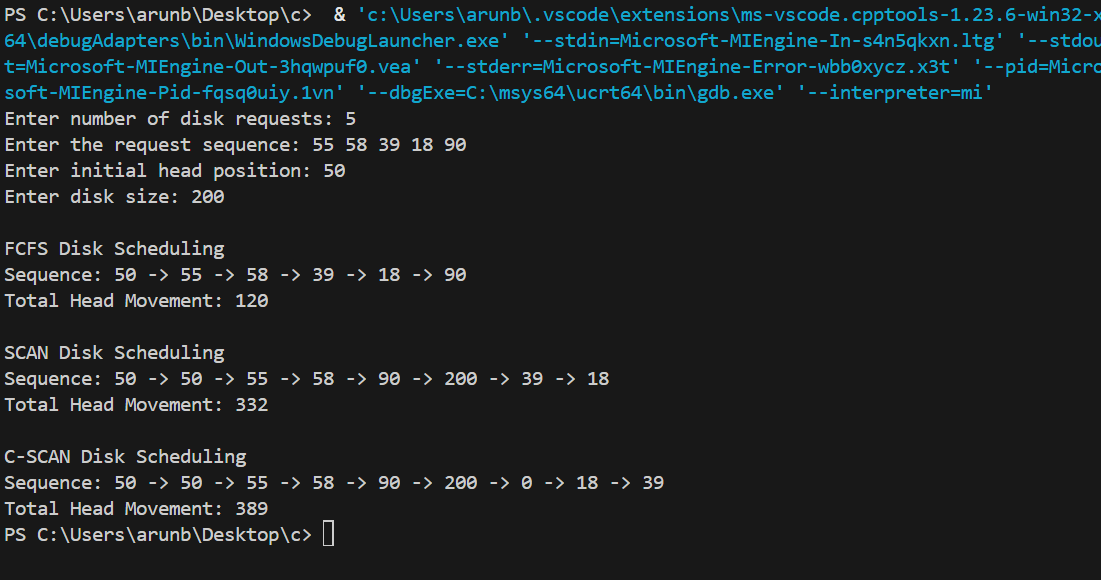 PS C:\Users\arunb\Desktop\c>  & 'c:\Users\arunb\.vscode\extensions\ms-vscode.cpptools-1.23.6-win32-x
64\debugAdapters\bin\WindowsDebugLauncher.exe' '--stdin=Microsoft-MIEngine-In-s4n5qkxn.ltg' '--stdou
t=Microsoft-MIEngine-Out-3hqwpuf0.vea' '--stderr=Microsoft-MIEngine-Error-wbb0xycz.x3t' '--pid=Micro
soft-MIEngine-Pid-fqsq0uiy.1vn' '--dbgExe=C:\msys64\ucrt64\bin\gdb.exe' '--interpreter=mi'
Enter number of disk requests: 5
Enter the request sequence: 55 58 39 18 90
Enter initial head position: 50
Enter disk size: 200

FCFS Disk Scheduling
Sequence: 50 -> 55 -> 58 -> 39 -> 18 -> 90
Total Head Movement: 120

SCAN Disk Scheduling
Sequence: 50 -> 50 -> 55 -> 58 -> 90 -> 200 -> 39 -> 18
Total Head Movement: 332

C-SCAN Disk Scheduling
Sequence: 50 -> 50 -> 55 -> 58 -> 90 -> 200 -> 0 -> 18 -> 39
Total Head Movement: 389
PS C:\Users\arunb\Desktop\c>